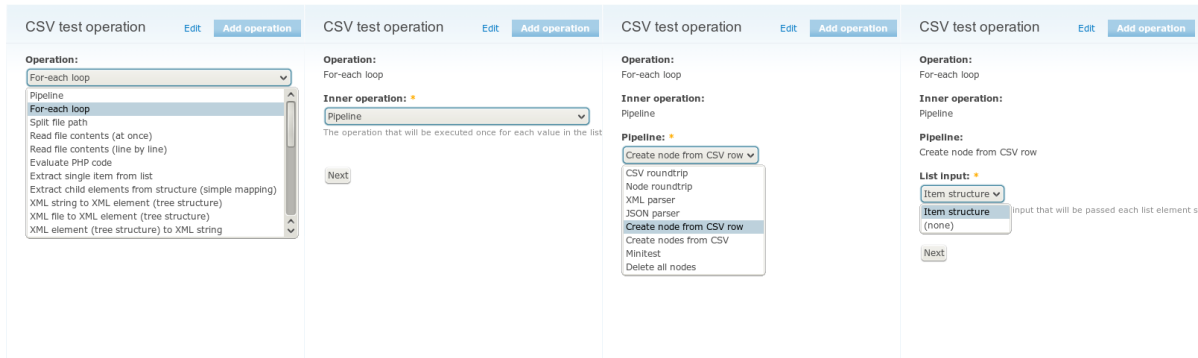 CSV test operation
Edit
Add operation
Operation:
For-each loop
Pipeline
For-each loop
Split file path
Read file contents (at once)
Read file contents (line by line)
Evaluate PHP code
Extract single item from list
Extract child elements from structure (simple mapping)
XML string to XML element (tree structure)
XML file to XML element (tree structure)
XML element (tree structure) to XML string
CSV test operation
Edit
Add operation
Operation:
For-each loop
Inner operation: *
Pipeline
The operation that will be executed once for each value in the list
Next
CSV test operation
Edit
Add operation
Operation:
For-each loop
Inner operation:
Pipeline
Pipeline: *
Create node from CSV row
CSV roundtrip
Node roundtrip
XML parser
JSON parser
Create node from CSV row
Create nodes from CSV
Minitest
Delete all nodes
CSV test operation
Edit
Add operation
Operation:
For-each loop
Inner operation:
Pipeline
Pipeline:
Create node from CSV row
List input: *
Item structure
Item structure
(none)
input that will be passed each list element s
Next